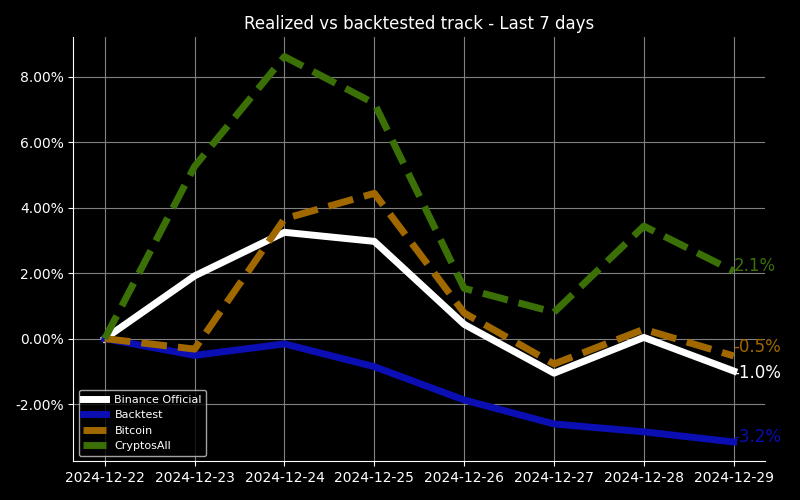 Realized vs backtested track - Last 7 days
8.00%
6.00%
4.00%
2.00%
0.00%
-2.00%
2.1%
-0.5%
-1.0%
-3.2%
Binance Official
Backtest
Bitcoin
CryptosAll
2024-12-22 2024-12-23 2024-12-24 2024-12-25 2024-12-26 2024-12-27 2024-12-28 2024-12-29